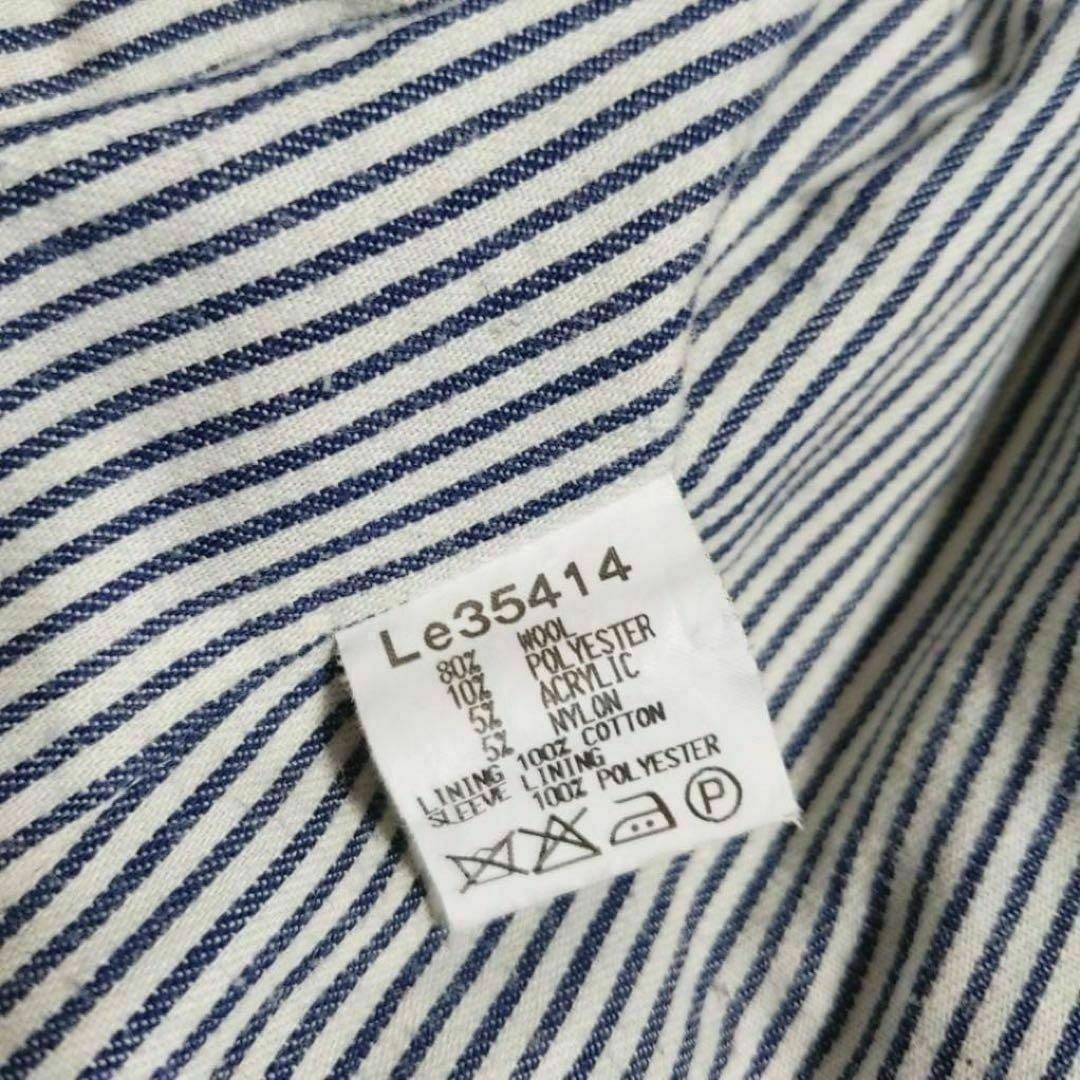 Le35414
80% WOOL
10% POLYESTER
5% ACRYLIC
5% NYLON
LINING 100% COTTON
SLEEVE LINING
100% POLYESTER
P